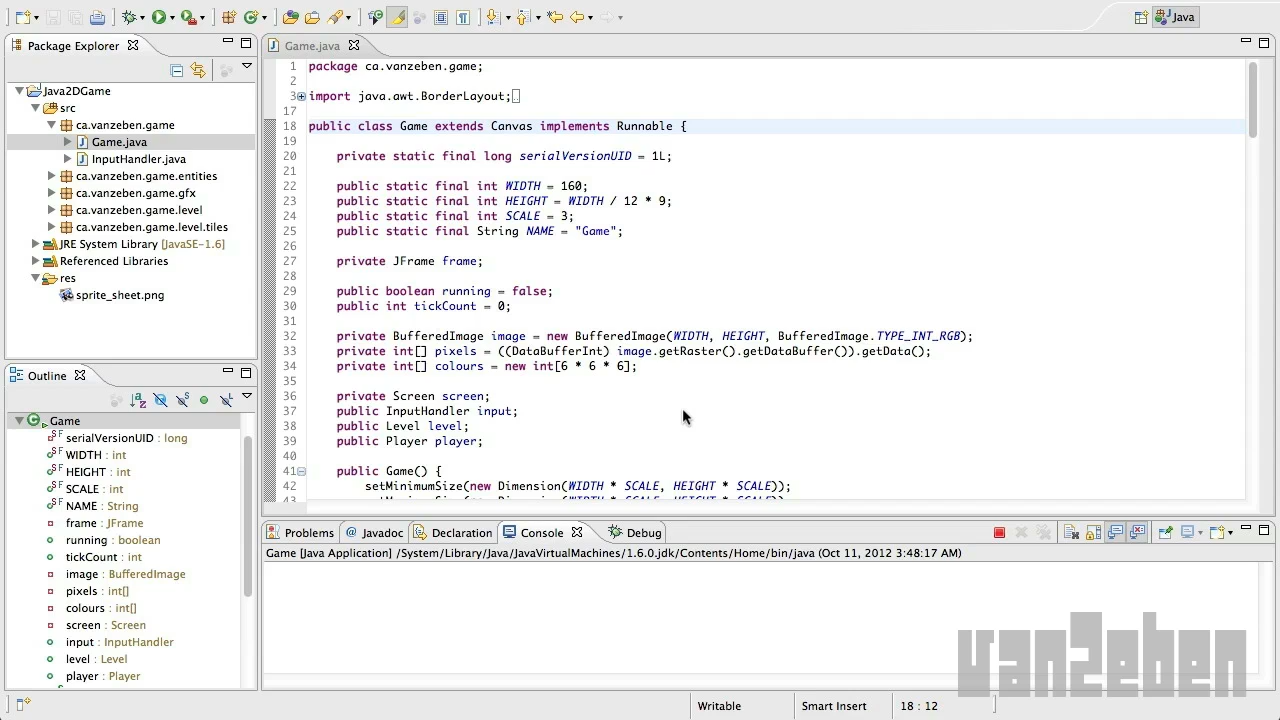 Java
Package Explorer
Game.java
Java2DGame
src
ca.vanzeben.game
Game.java
InputHandler.java
ca.vanzeben.game.entities
ca.vanzeben.game.gfx
ca.vanzeben.game.level
ca.vanzeben.game.level.tiles
JRE System Library [JavaSE-1.6]
Referenced Libraries
res
sprite_sheet.png
Outline
Game
serialVersionUID : long
WIDTH : int
HEIGHT : int
SCALE : int
NAME : String
frame : JFrame
running : boolean
tickCount : int
image : BufferedImage
pixels : int[]
colours : int[]
screen : Screen
input : InputHandler
level : Level
player : Player
1 package ca.vanzeben.game;
2
3 import java.awt.BorderLayout;
17
18 public class Game extends Canvas implements Runnable {
19
20 private static final long serialVersionUID = 1L;
21
22 public static final int WIDTH = 160;
23 public static final int HEIGHT = WIDTH / 12 * 9;
24 public static final int SCALE = 3;
25 public static final String NAME = "Game";
26
27 private JFrame frame;
28
29 public boolean running = false;
30 public int tickCount = 0;
31
32 private BufferedImage image = new BufferedImage(WIDTH, HEIGHT, BufferedImage.TYPE_INT_RGB);
33 private int[] pixels = ((DataBufferInt) image.getRaster().getDataBuffer()).getData();
34 private int[] colours = new int[6 * 6 * 6];
35
36 private Screen screen;
37 public InputHandler input;
38 public Level level;
39 public Player player;
40
41 public Game() {
42 setMinimumSize(new Dimension(WIDTH * SCALE, HEIGHT * SCALE));
Problems @ Javadoc Declaration Console Debug
Game [Java Application] /System/Library/Java/JavaVirtualMachines/1.6.0.jdk/Contents/Home/bin/java (Oct 11, 2012 3:48:17 AM)
vanZeben
Writable Smart Insert 18 : 12